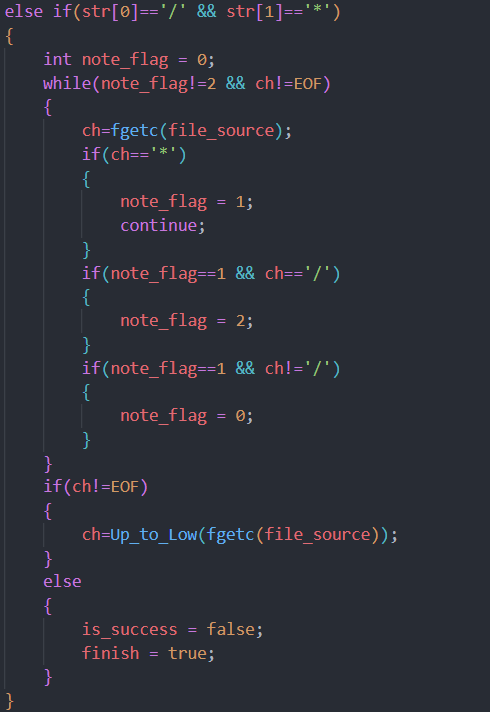 else if(str[0]=='/' && str[1]=='*')
{
    int note_flag = 0;
    while(note_flag!=2 && ch!=EOF)
    {
        ch=fgetc(file_source);
        if(ch=='*')
        {
            note_flag = 1;
            continue;
        }
        if(note_flag==1 && ch=='/')
        {
            note_flag = 2;
        }
        if(note_flag==1 && ch!='/')
        {
            note_flag = 0;
        }
    }
    if(ch!=EOF)
    {
        ch=Up_to_Low(fgetc(file_source));
    }
    else
    {
        is_success = false;
        finish = true;
    }
}